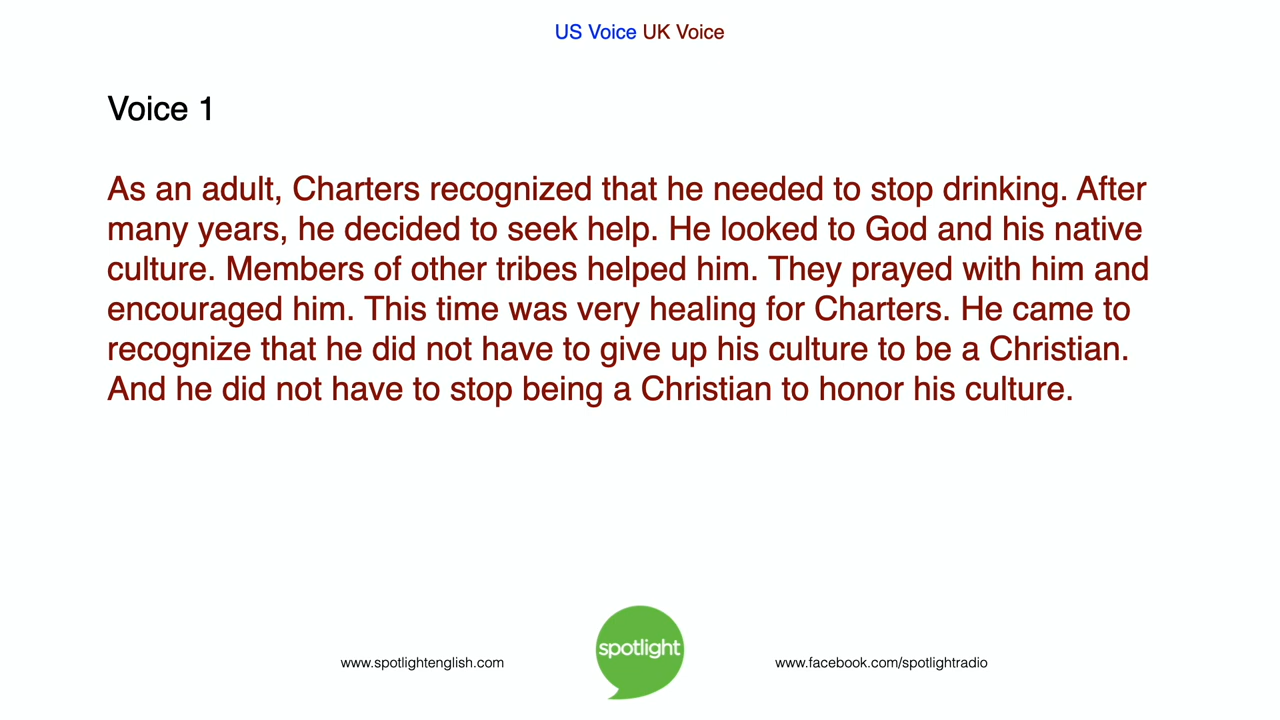 US Voice UK Voice
Voice 1
As an adult, Charters recognized that he needed to stop drinking. After
many years, he decided to seek help. He looked to God and his native
culture. Members of other tribes helped him. They prayed with him and
encouraged him. This time was very healing for Charters. He came to
recognize that he did not have to give up his culture to be a Christian.
And he did not have to stop being a Christian to honor his culture.
www.spotlightenglish.com
spotlight
www.facebook.com/spotlightradio